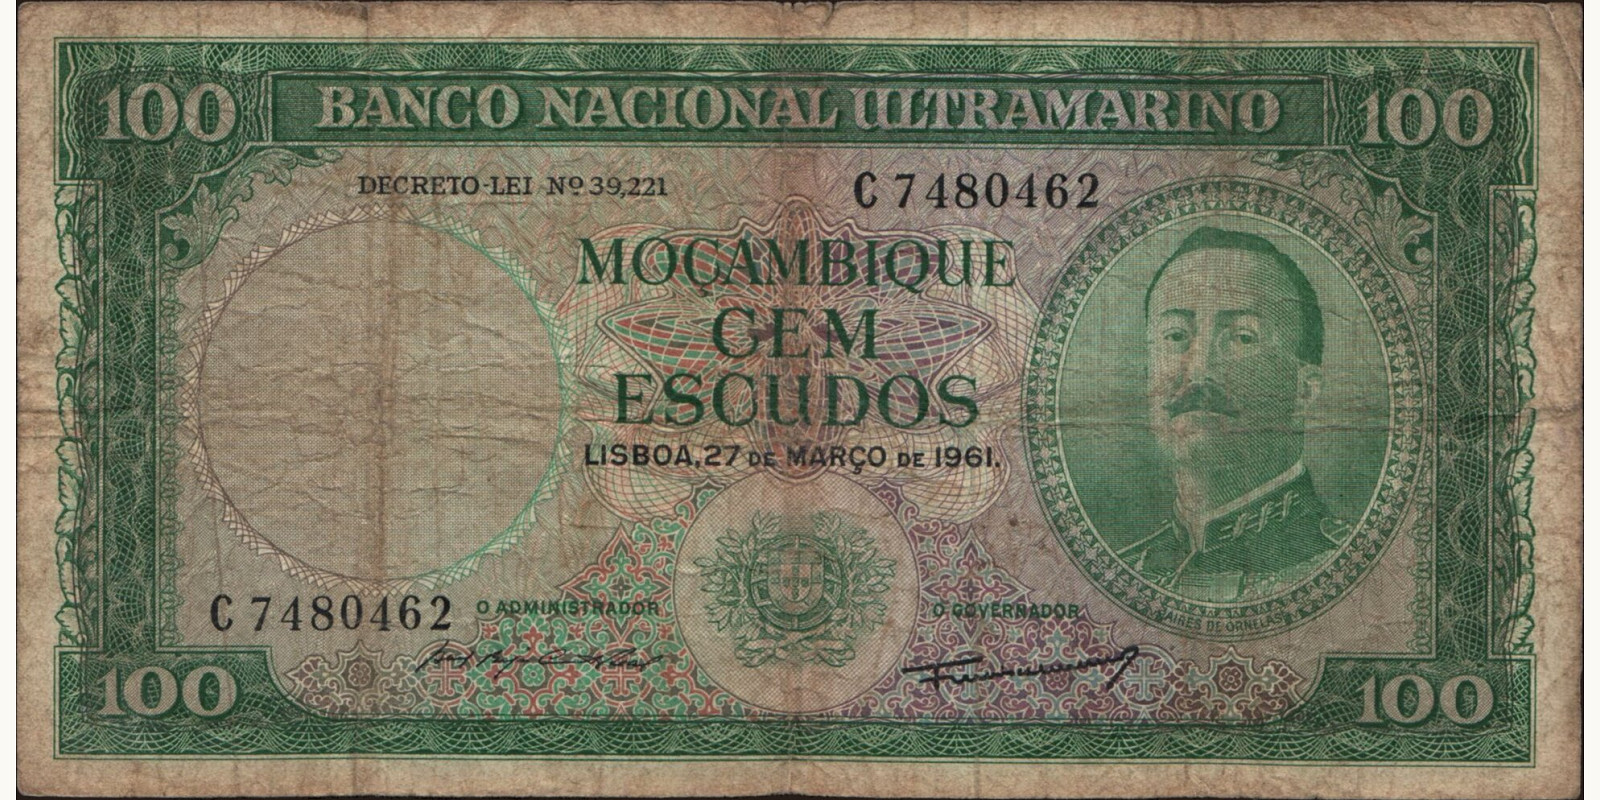 100 BANCO NACIONAL ULTRAMARINO 100
DECRETO-LEI Nº 39,221
C 7480462
MOÇAMBIQUE
CEM
ESCUDOS
LISBOA, 27 DE MARÇO DE 1961.
C 7480462
O ADMINISTRADOR
O GOVERNADOR
AIRES DE ORNELAS
100
100